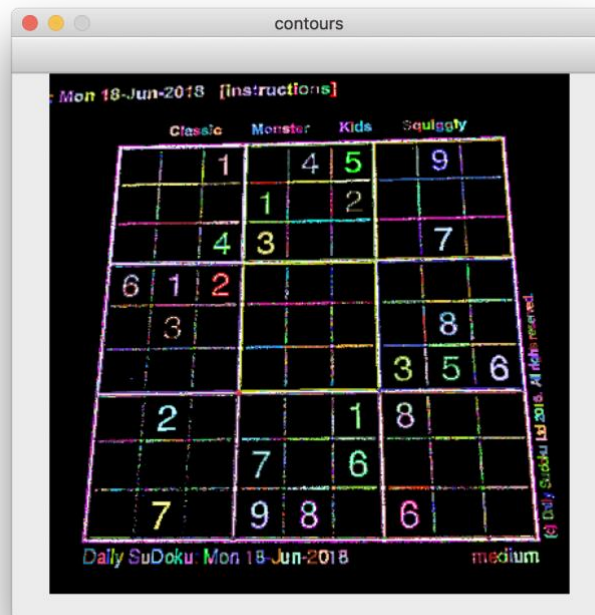 contours
: Mon 18-Jun-2018 [instructions]
Classic Monster Kids Squiggly
1 4 5 9
1 2
4 3 7
6 1 2
3 8
3 5 6
2 1 8
7 6
7 9 8 6
Daily SuDoku: Mon 18-Jun-2018 medium
(c) Daily Sudoku Ltd 2018. All rights reserved.